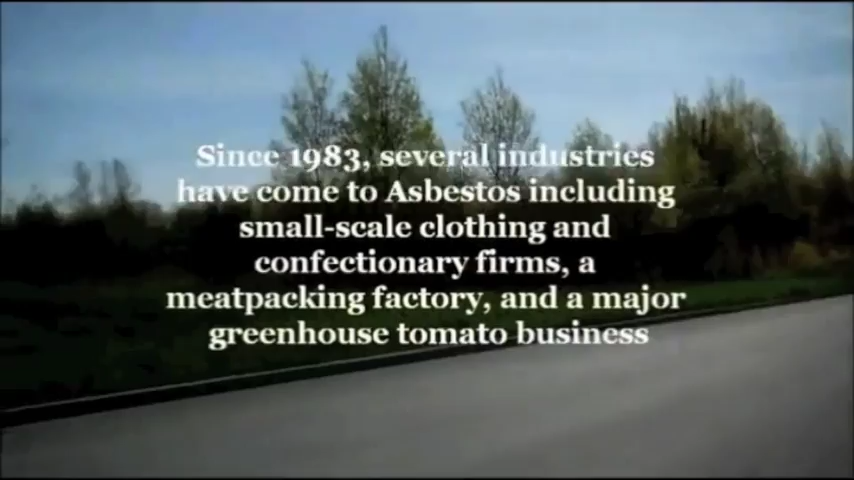 Since 1983, several industries
have come to Asbestos including
small-scale clothing and
confectionary firms, a
meatpacking factory, and a major
greenhouse tomato business